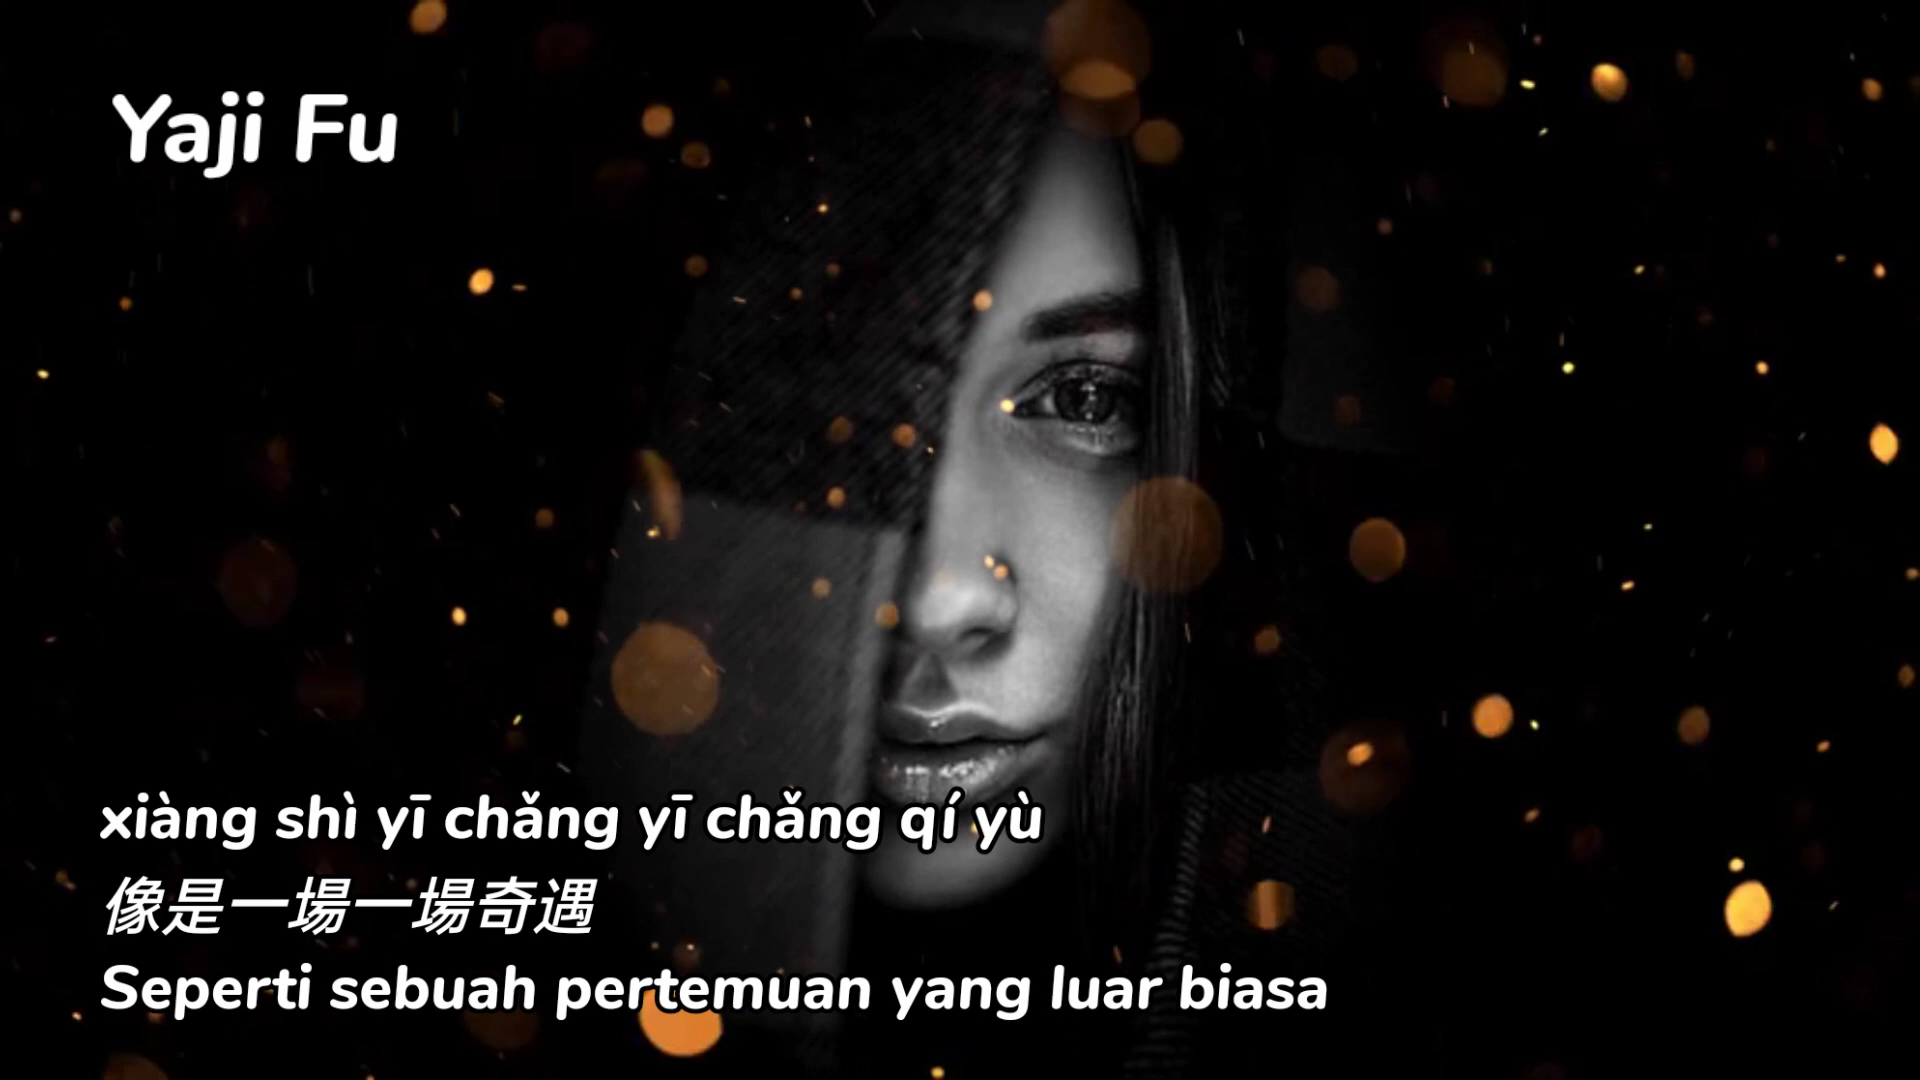 Yaji Fu
xiàng shì yī chǎng yī chǎng qí yù
像是一場一場奇遇
Seperti sebuah pertemuan yang luar biasa